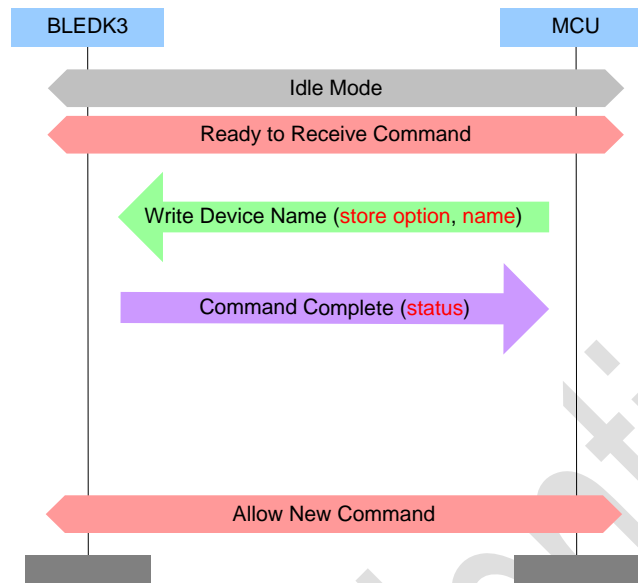 BLEDK3 MCU
Idle Mode
Ready to Receive Command
Write Device Name (store option, name)
Command Complete (status)
Allow New Command